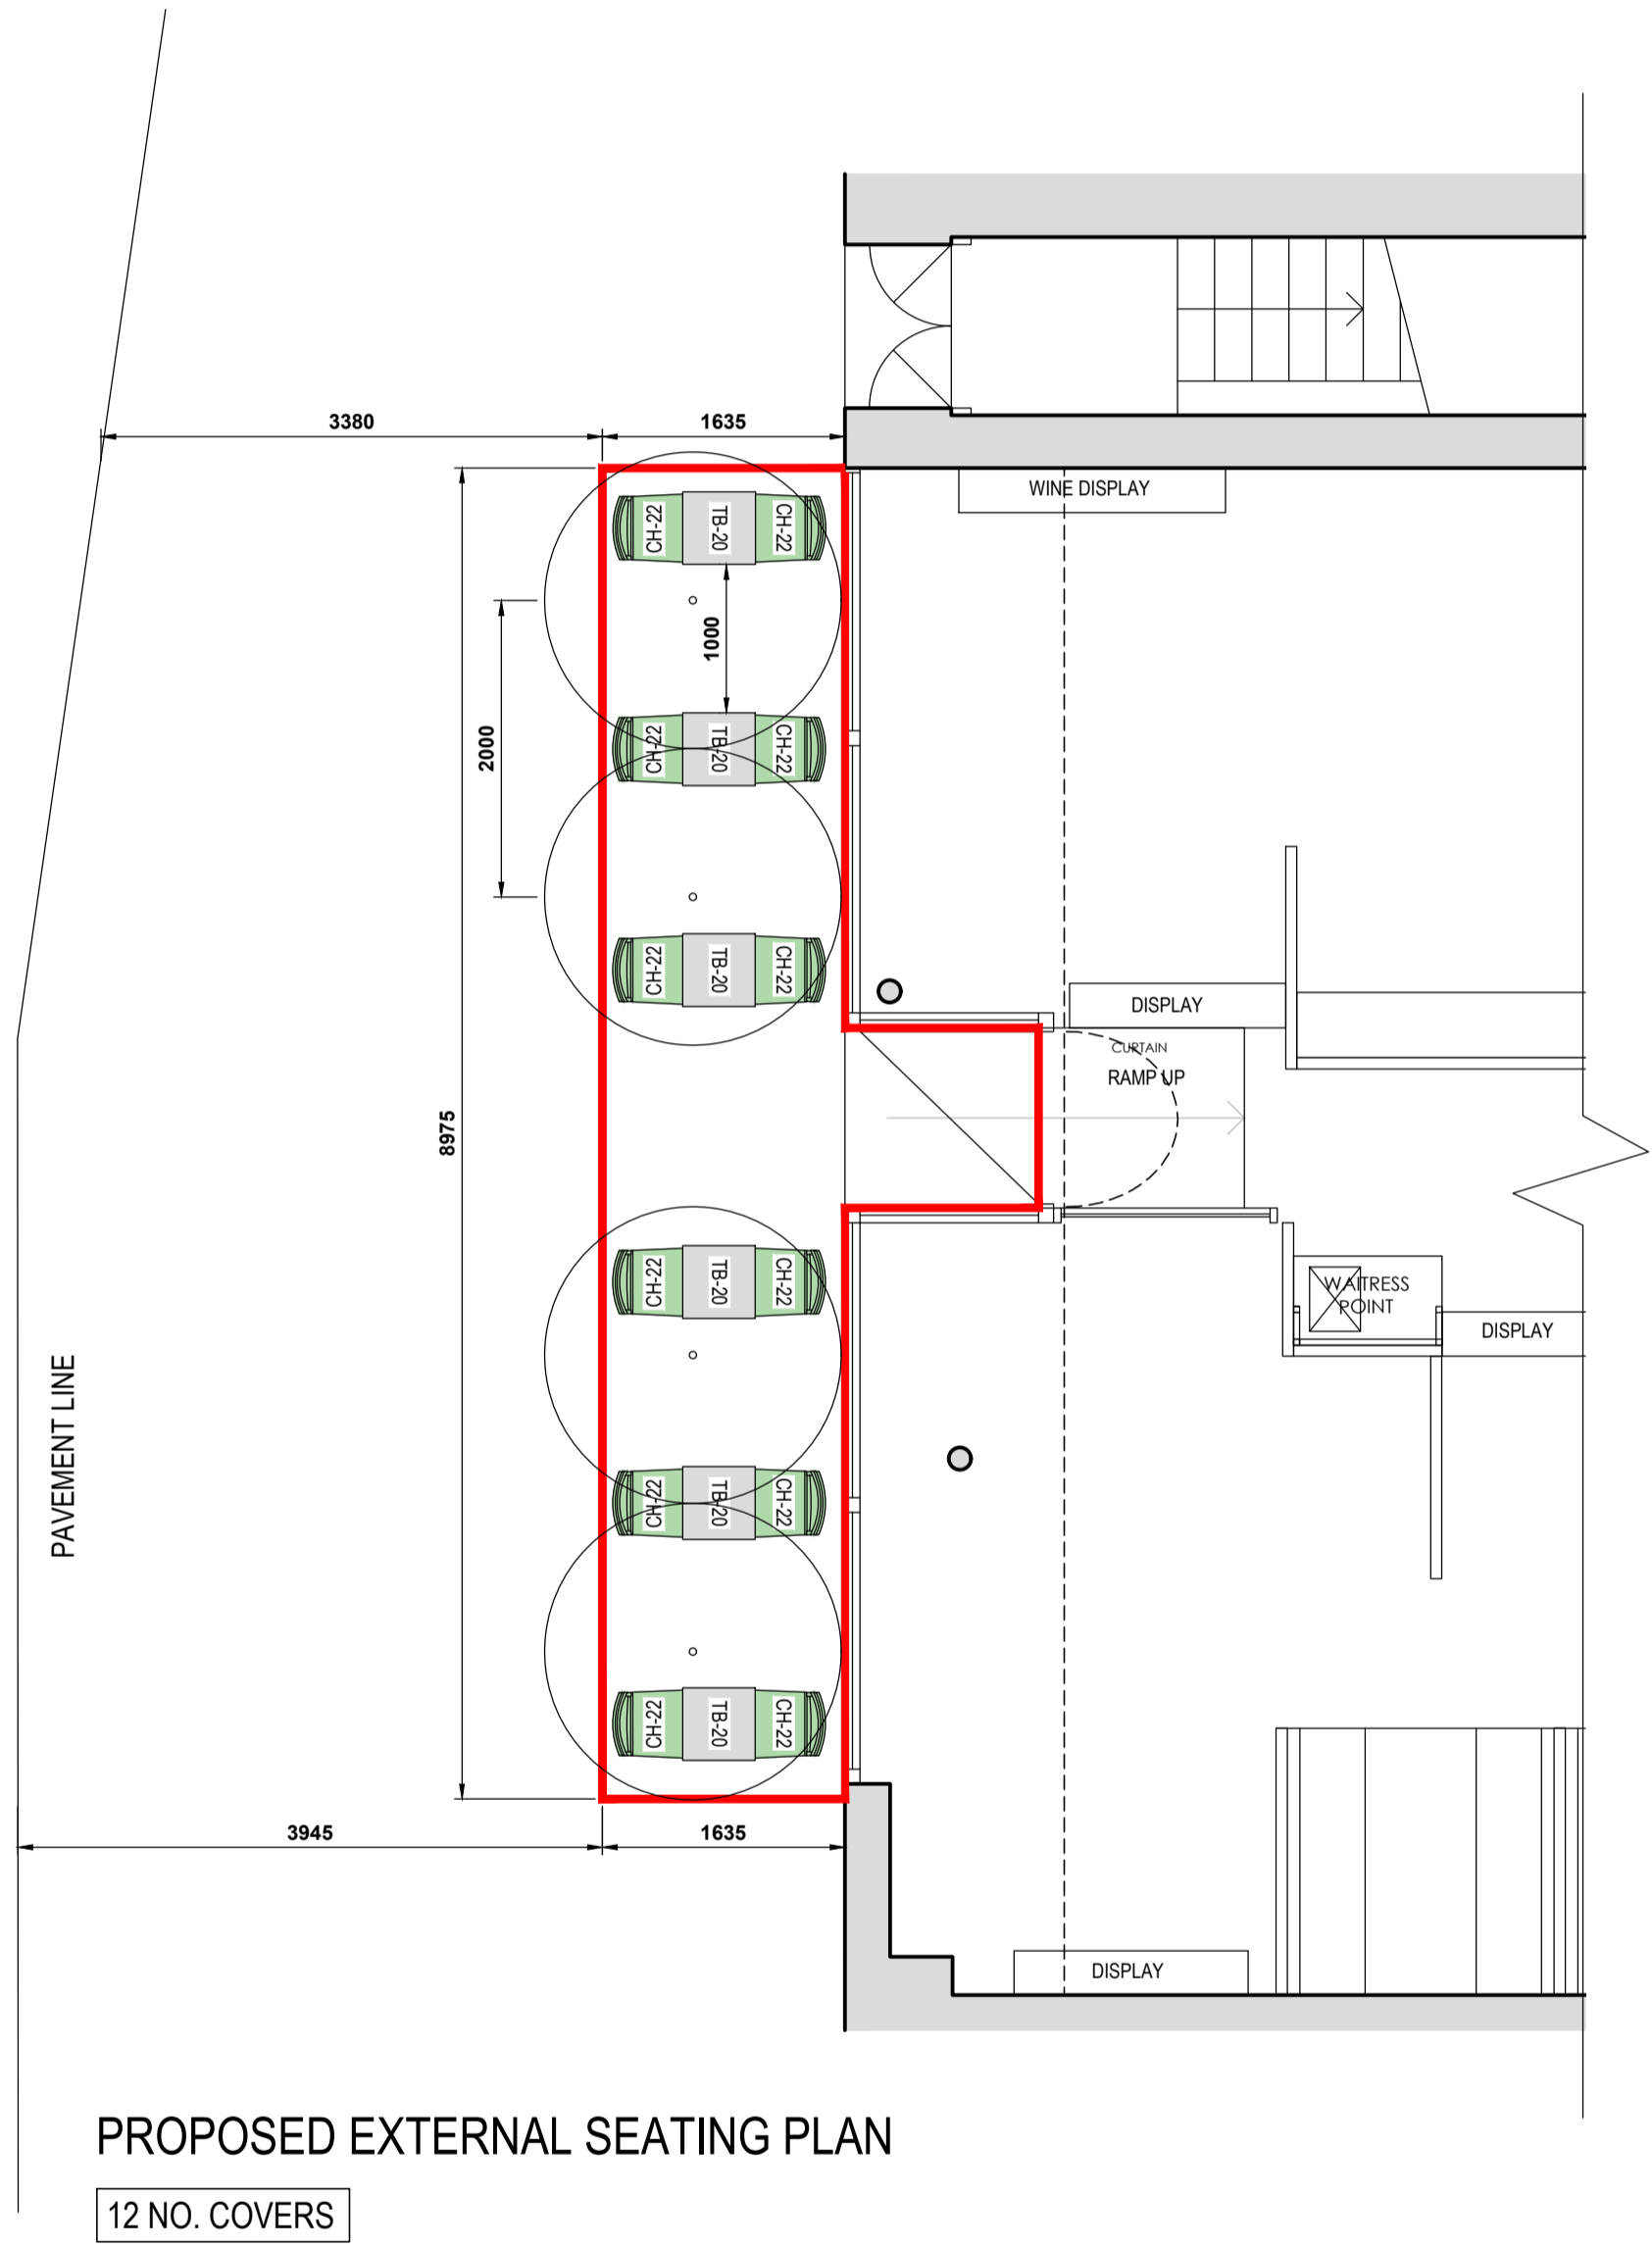 3380
1635
WINE DISPLAY
CH-22
TB-20
CH-22
1000
2000
CH-22
TB-20
CH-22
CH-22
TB-20
CH-22
DISPLAY
CURTAIN
RAMP UP
8975
CH-22
TB-20
CH-22
WAITRESS
POINT
DISPLAY
PAVEMENT LINE
CH-22
TB-20
CH-22
CH-22
TB-20
CH-22
3945
1635
DISPLAY
PROPOSED EXTERNAL SEATING PLAN
12 NO. COVERS